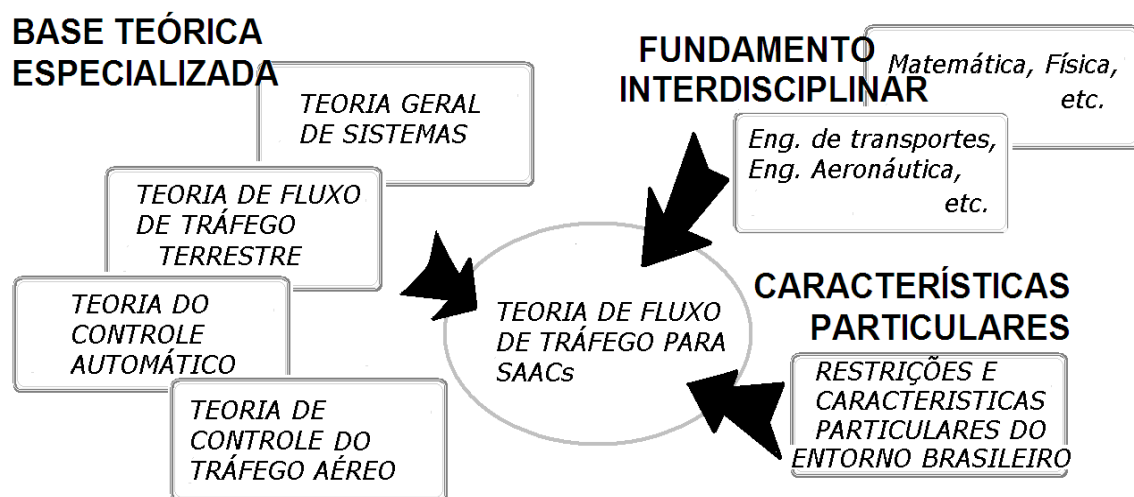 BASE TEÓRICA
ESPECIALIZADA
TEORIA GERAL
DE SISTEMAS
TEORIA DE FLUXO
DE TRÁFEGO
TERRESTRE
TEORIA DO
CONTROLE
AUTOMÁTICO
TEORIA DE
CONTROLE DO
TRÁFEGO AÉREO
FUNDAMENTO
INTERDISCIPLINAR
Matemática, Física,
etc.
Eng. de transportes,
Eng. Aeronáutica,
etc.
TEORIA DE FLUXO
DE TRÁFEGO PARA
SAACs
CARACTERÍSTICAS
PARTICULARES
RESTRIÇÕES E
CARACTERISTICAS
PARTICULARES DO
ENTORNO BRASILEIRO